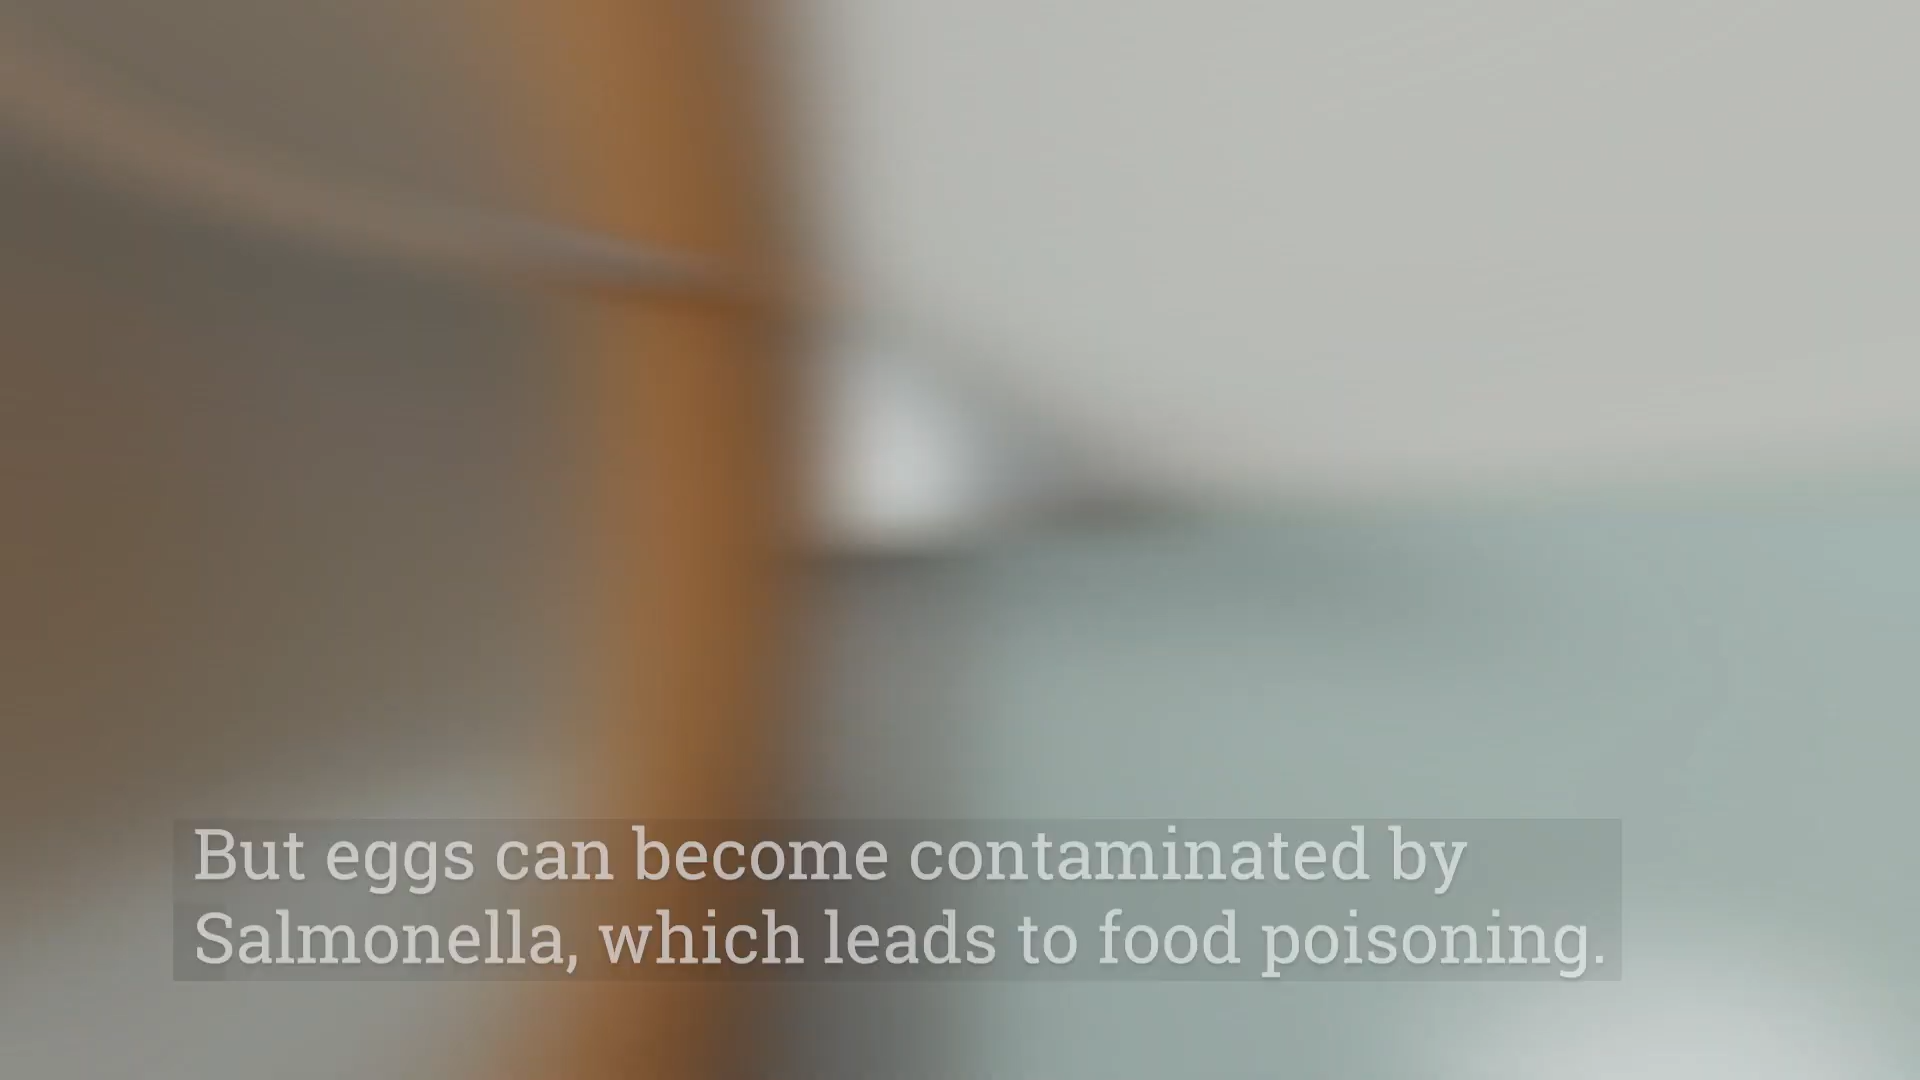 But eggs can become contaminated by
Salmonella, which leads to food poisoning.